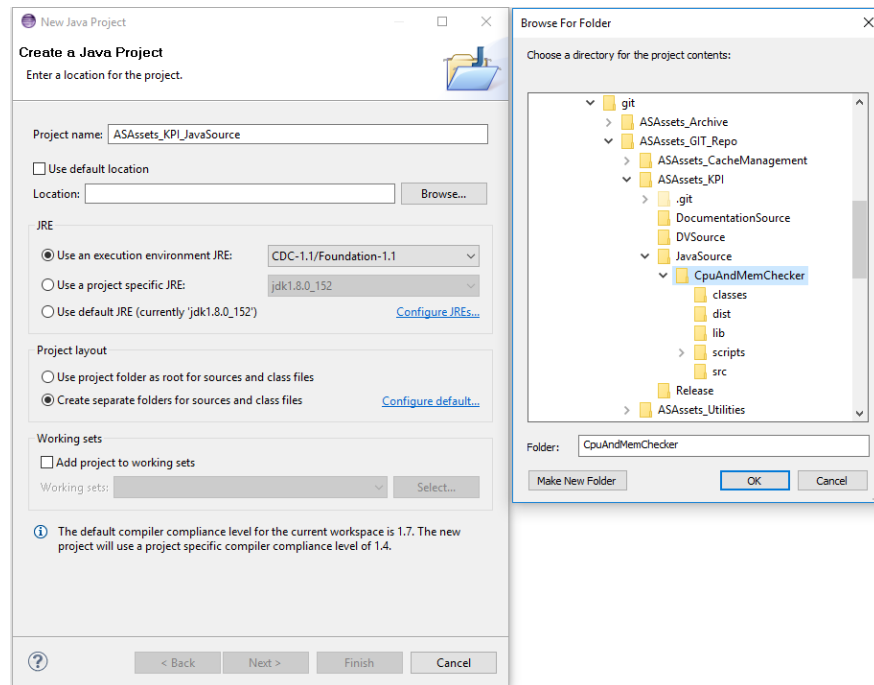 New Java Project
Create a Java Project
Enter a location for the project.
Project name: ASAssets_KPI_JavaSource
Use default location
Location:
Browse...
JRE
Use an execution environment JRE: CDC-1.1/Foundation-1.1
Use a project specific JRE: jdk1.8.0_152
Use default JRE (currently 'jdk1.8.0_152') Configure JREs...
Project layout
Use project folder as root for sources and class files
Create separate folders for sources and class files Configure default...
Working sets
Add project to working sets
Working sets: Select...
The default compiler compliance level for the current workspace is 1.7. The new
project will use a project specific compiler compliance level of 1.4.
< Back Next > Finish Cancel
Browse For Folder
Choose a directory for the project contents:
git
ASAssets_Archive
ASAssets_GIT_Repo
ASAssets_CacheManagement
ASAssets_KPI
.git
DocumentationSource
DVSource
JavaSource
CpuAndMemChecker
classes
dist
lib
scripts
src
Release
ASAssets_Utilities
Folder: CpuAndMemChecker
Make New Folder OK Cancel